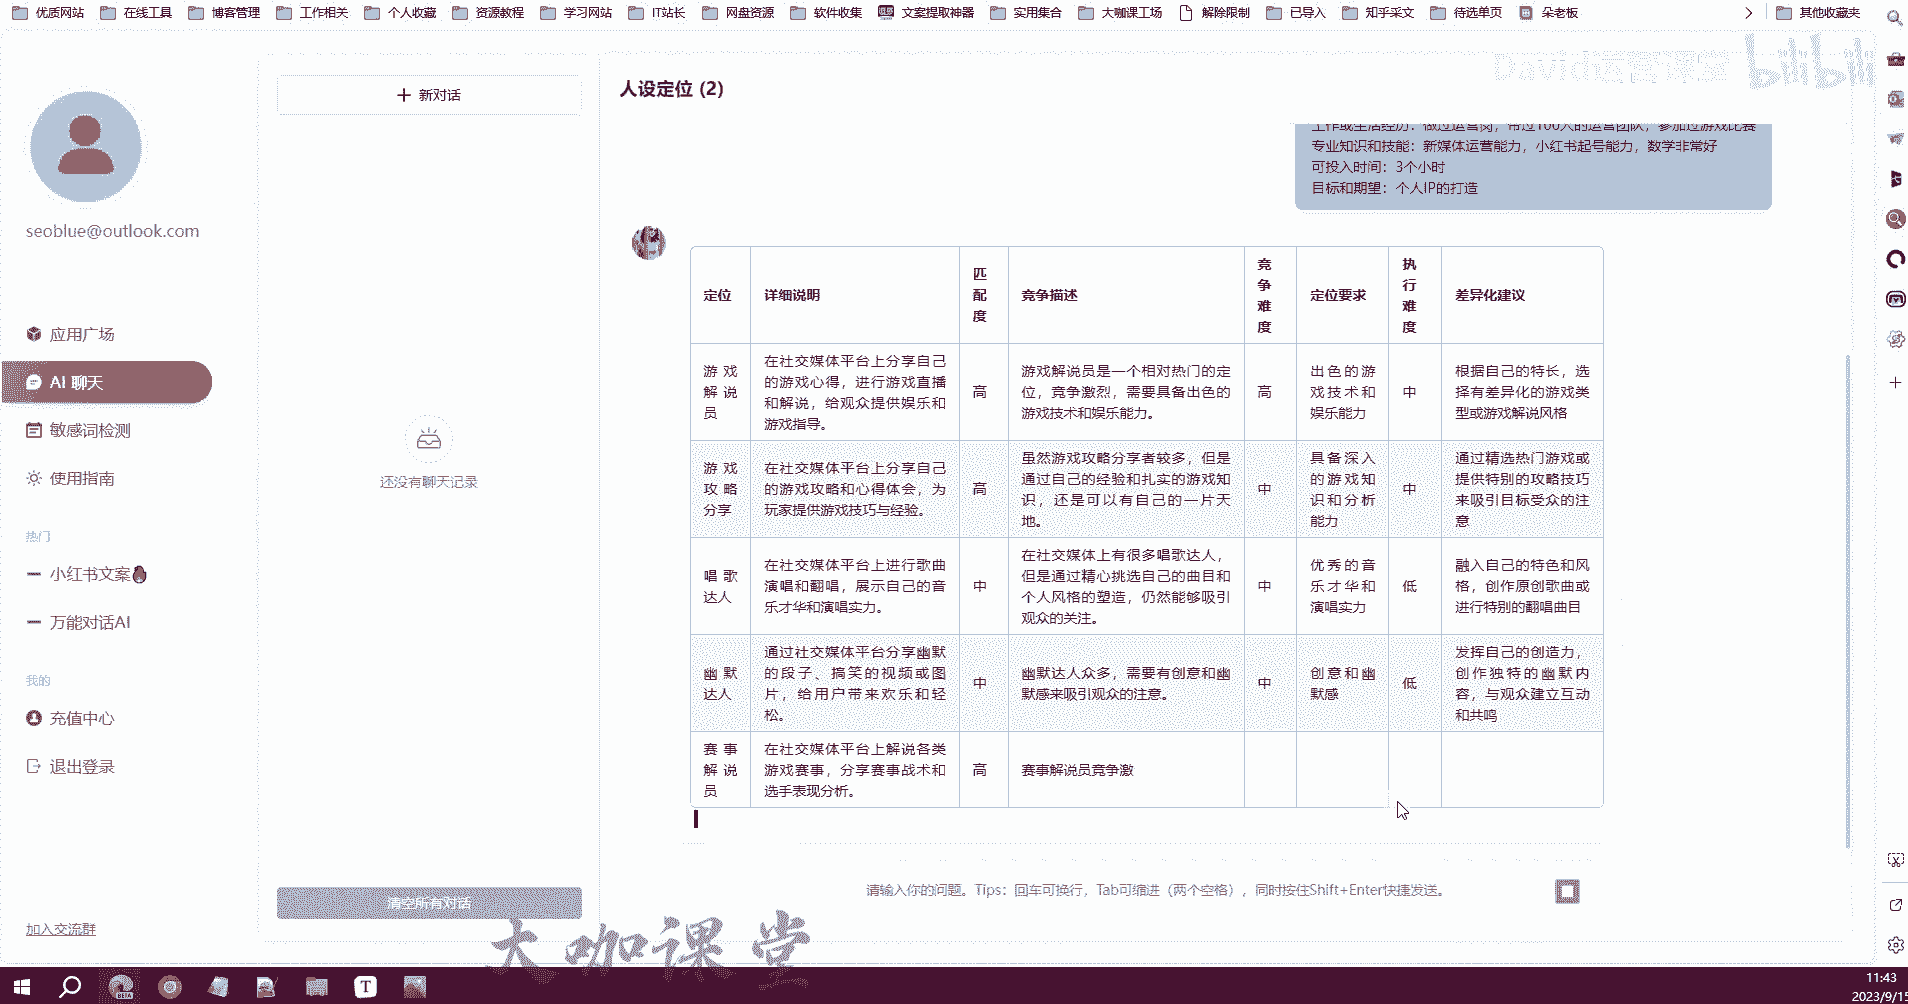 优质网站 在线工具 博客管理 工作相关 个人收藏 资源教程 学习网站 IT站长 网盘资源 软件收集 文案提取神器 实用集合 大咖课工场 解除限制 已导入 知乎采文 待选单页 朵老板 其他收藏夹
David运营课堂 bilibili
seoblue@outlook.com
应用广场
AI 聊天
敏感词检测
使用指南
热门
小红书文案
万能对话AI
我的
充值中心
退出登录
加入交流群
新对话
还没有聊天记录
清空所有对话
人设定位 (2)
工作或生活经历：做过运营岗，带过100人的运营团队，参加过游戏比赛
专业知识和技能：新媒体运营能力，小红书起号能力，数学非常好
可投入时间：3个小时
目标和期望：个人IP的打造
定位 详细说明 匹配度 竞争描述 竞争难度 定位要求 执行难度 差异化建议
游戏解说员
在社交媒体平台上分享自己
的游戏心得，进行游戏直播
和解说，给观众提供娱乐和
游戏指导。
高
游戏解说员是一个相对热门的定
位，竞争激烈，需要具备出色的
游戏技术和娱乐能力。
高
出色的游
戏技术和
娱乐能力
中
根据自己的特长，选
择有差异化的游戏类
型或游戏解说风格
游戏攻略分享
在社交媒体平台上分享自己
的游戏攻略和心得体会，为
玩家提供游戏技巧与经验。
高
虽然游戏攻略分享者较多，但是
通过自己的经验和扎实的游戏知
识，还是可以有自己的一片天
地。
中
具备深入
的游戏知
识和分析
能力
中
通过精选热门游戏或
提供特别的攻略技巧
来吸引目标受众的注
意
唱歌达人
在社交媒体平台上进行歌曲
演唱和翻唱，展示自己的音
乐才华和演唱实力。
中
在社交媒体上有很多唱歌达人，
但是通过精心挑选自己的曲目和
个人风格的塑造，仍然能够吸引
观众的关注。
中
优秀的音
乐才华和
演唱实力
低
融入自己的特色和风
格，创作原创歌曲或
进行特别的翻唱曲目
幽默达人
通过社交媒体平台分享幽默
的段子、搞笑的视频或图
片，给用户带来欢乐和轻
松。
中
幽默达人众多，需要有创意和幽
默感来吸引观众的注意。
中
创意和幽
默感
低
发挥自己的创造力，
创作独特的幽默内
容，与观众建立互动
和共鸣
赛事解说员
在社交媒体平台上解说各类
游戏赛事，分享赛事战术和
选手表现分析。
高
赛事解说员竞争激
请输入你的问题。Tips：回车可换行，Tab可缩进（两个空格），同时按住Shift+Enter快捷发送。
大咖课堂
BETA
T
11:43
2023/9/15